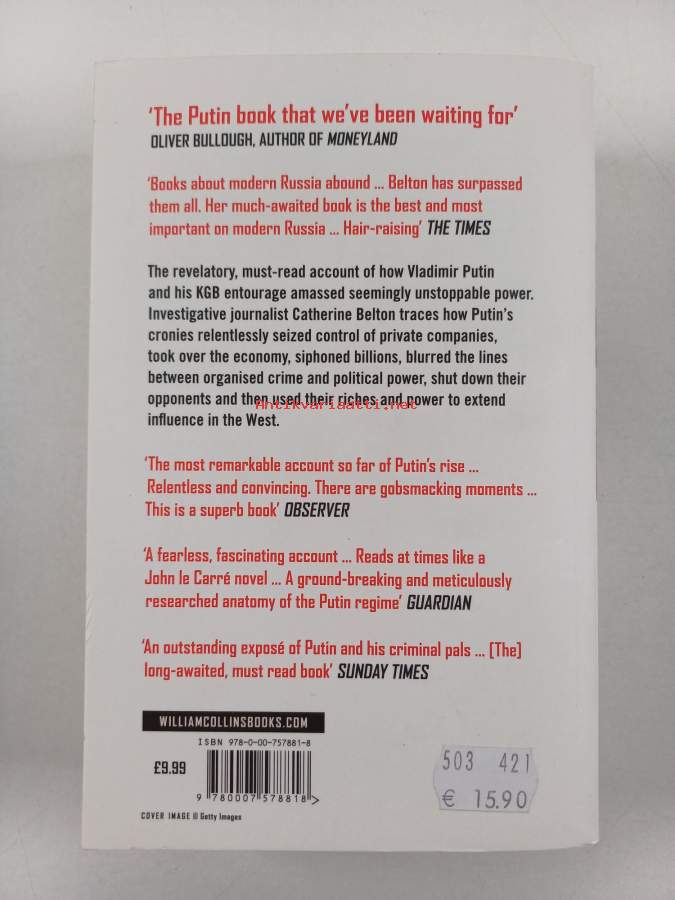 'The Putin book that we've been waiting for'
OLIVER BULLOUGH, AUTHOR OF MONEYLAND
'Books about modern Russia abound ... Belton has surpassed
them all. Her much-awaited book is the best and most
important on modern Russia ... Hair-raising' THE TIMES
The revelatory, must-read account of how Vladimir Putin
and his KGB entourage amassed seemingly unstoppable power.
Investigative journalist Catherine Belton traces how Putin's
cronies relentlessly seized control of private companies,
took over the economy, siphoned billions, blurred the lines
between organised crime and political power, shut down their
opponents and then used their riches and power to extend
Antikvariaatti.net
influence in the West.
'The most remarkable account so far of Putin's rise ...
Relentless and convincing. There are gobsmacking moments ...
This is a superb book' OBSERVER
'A fearless, fascinating account ... Reads at times like a
John le Carré novel ... A ground-breaking and meticulously
researched anatomy of the Putin regime' GUARDIAN
'An outstanding exposé of Putin and his criminal pals ... [The]
long-awaited, must read book' SUNDAY TIMES
WILLIAMCOLLINSBOOKS.COM
ISBN 978-0-00-757881-8
£9.99
9 780007 578818 >
503 421
€ 15.90
COVER IMAGE © Getty Images